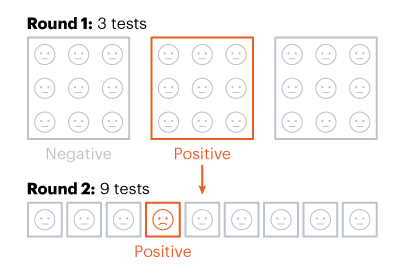 Round 1: 3 tests
Negative Positive
Round 2: 9 tests
Positive